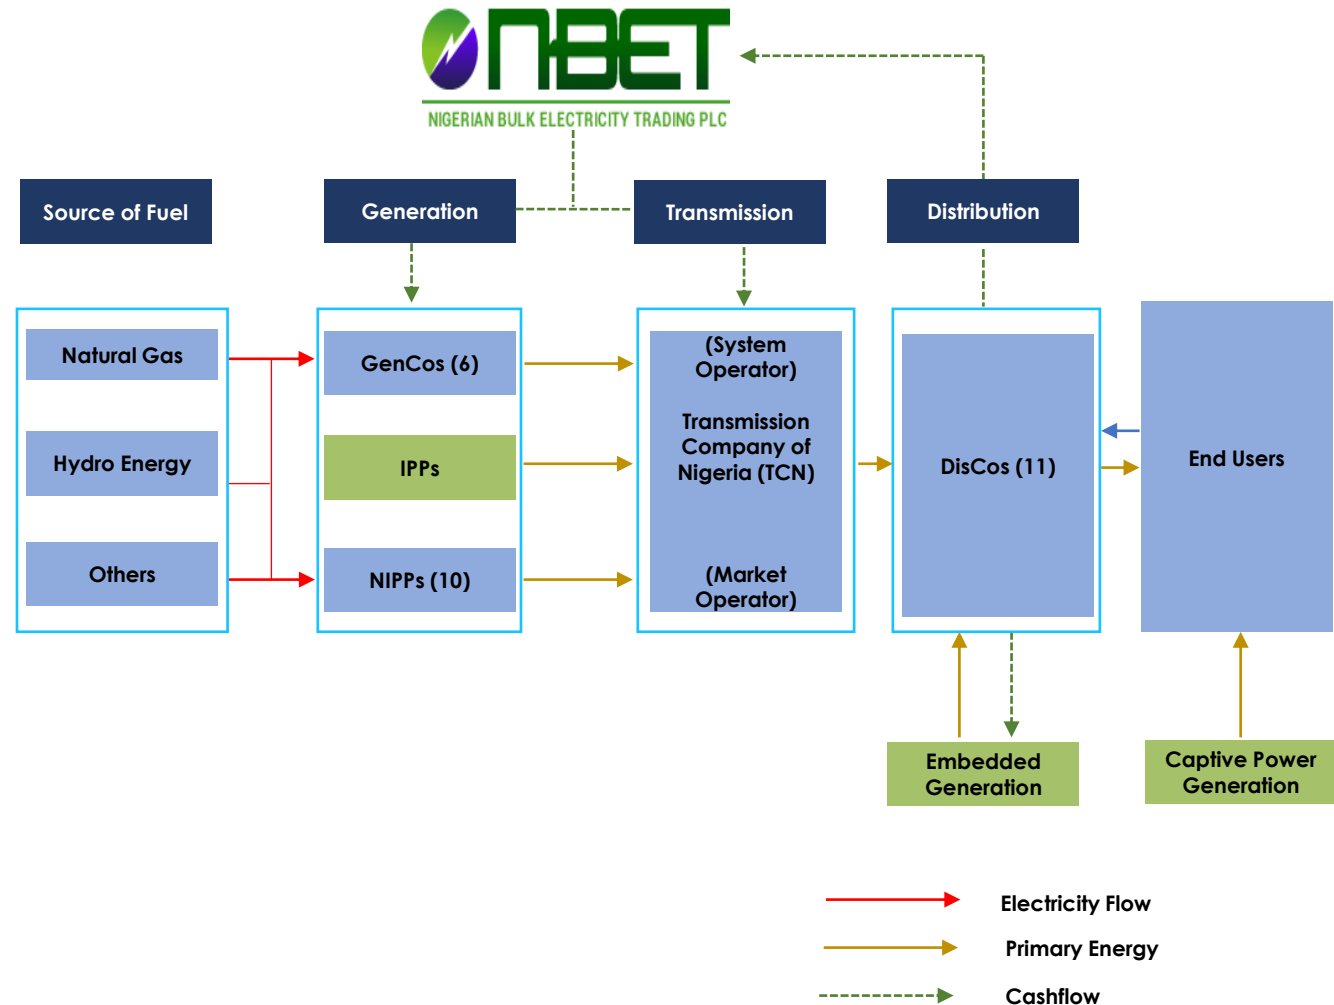 NBET
NIGERIAN BULK ELECTRICITY TRADING PLC
Source of Fuel
Generation
Transmission
Distribution
Natural Gas
Hydro Energy
Others
GenCos (6)
IPPs
NIPPs (10)
(System
Operator)
Transmission
Company of
Nigeria (TCN)
(Market
Operator)
DisCos (11)
End Users
Embedded
Generation
Captive Power
Generation
Electricity Flow
Primary Energy
Cashflow